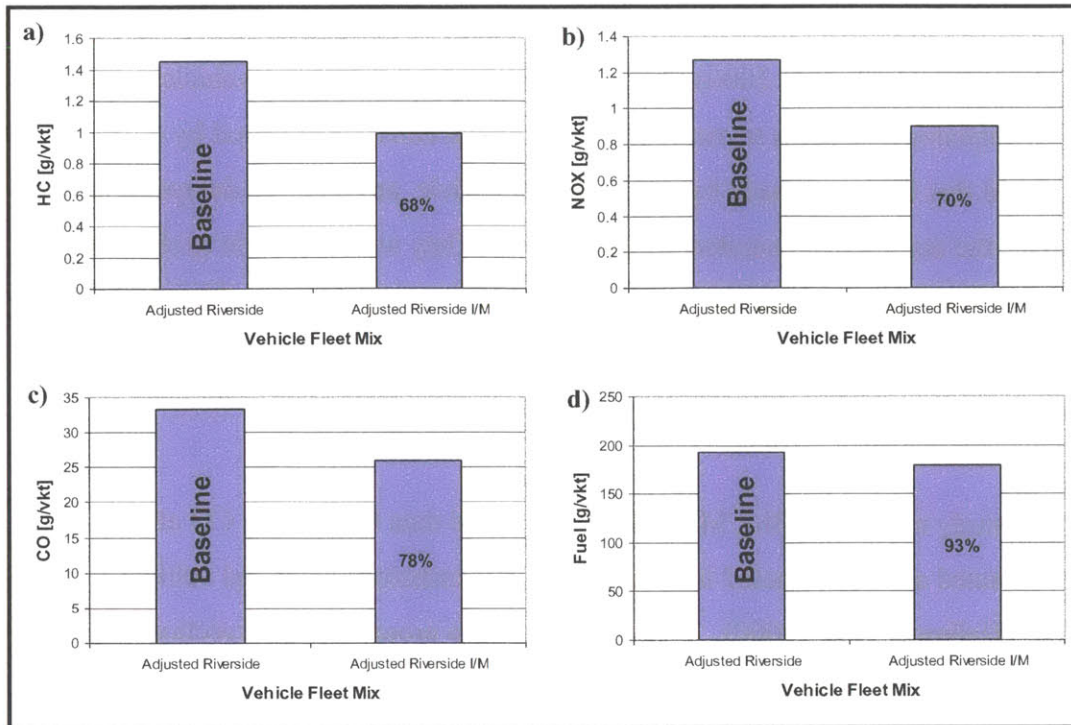 a)
1.6
1.4
1.2
1
0.8
0.6
0.4
0.2
0
HC [g/vkt]
Baseline
68%
Adjusted Riverside
Adjusted Riverside I/M
Vehicle Fleet Mix
b)
1.4
1.2
1
0.8
0.6
0.4
0.2
0
NOX [g/vkt]
Baseline
70%
Adjusted Riverside
Adjusted Riverside I/M
Vehicle Fleet Mix
c)
35
30
25
20
15
10
5
0
CO [g/vkt]
Baseline
78%
Adjusted Riverside
Adjusted Riverside I/M
Vehicle Fleet Mix
d)
250
200
150
100
50
0
Fuel [g/vkt]
Baseline
93%
Adjusted Riverside
Adjusted Riverside I/M
Vehicle Fleet Mix